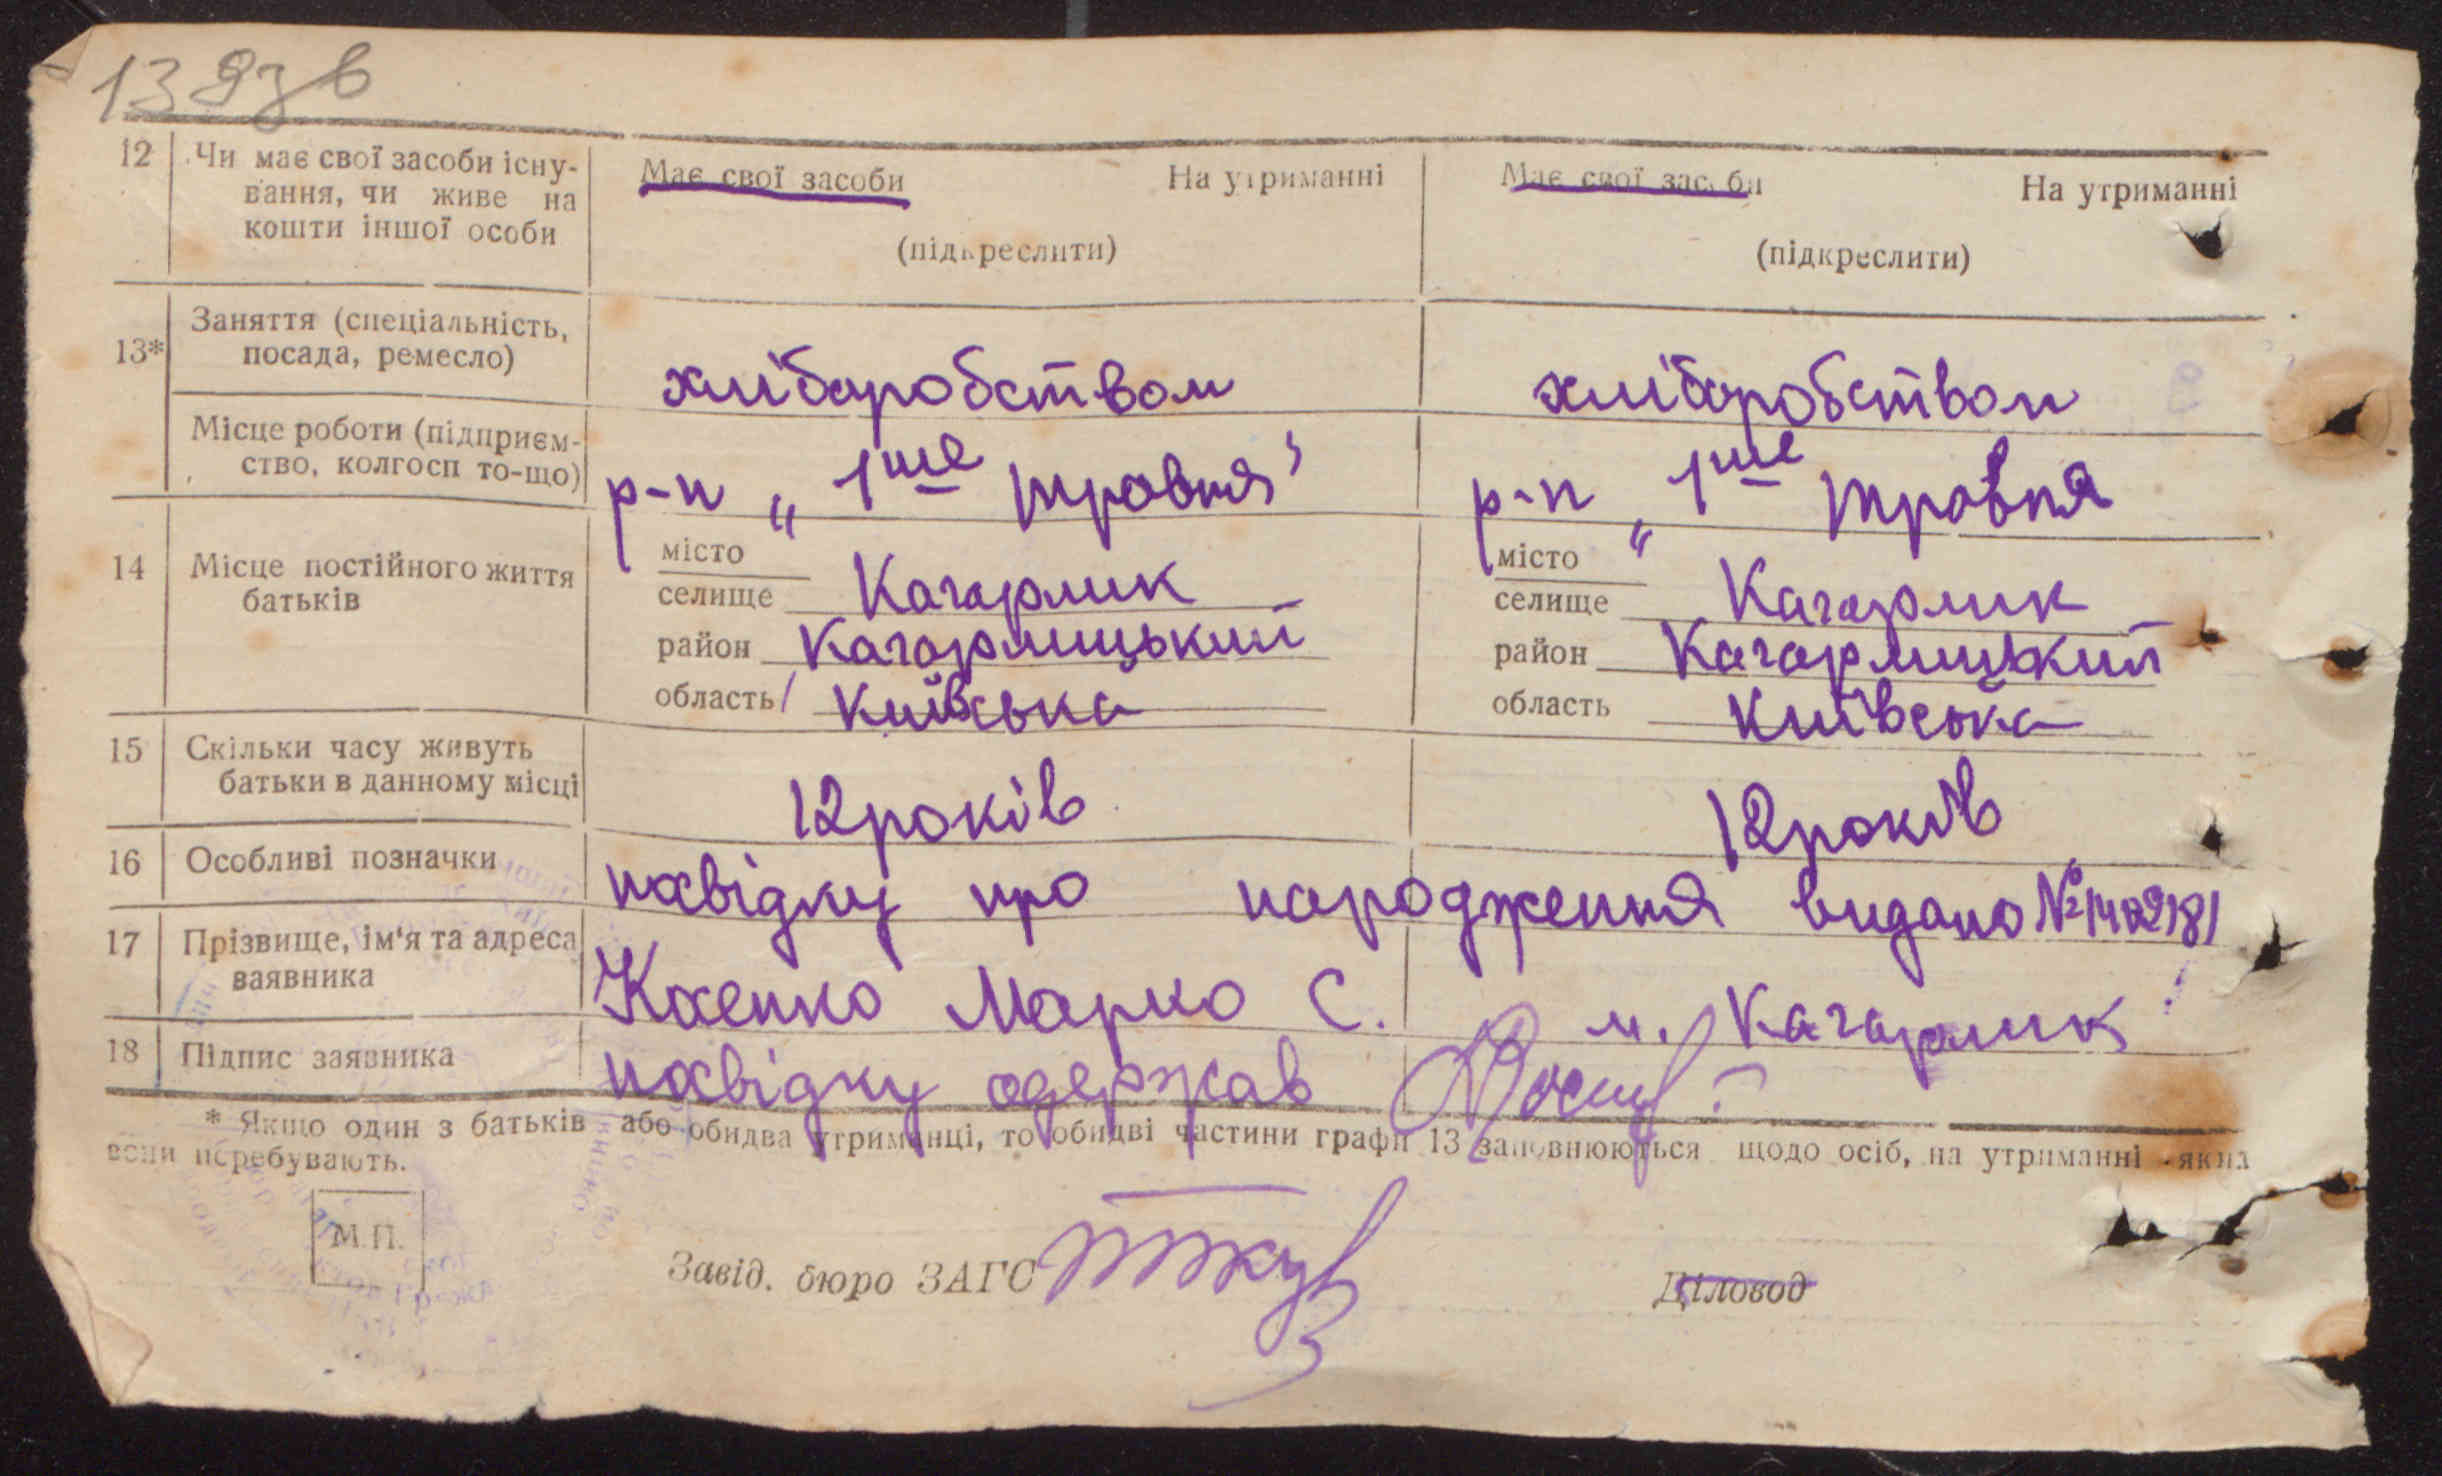 12 Чи має свої засоби існу- Має свої засоби На утриманні Має свої засоби На утриманні
вання, чи живе на
кошти іншої особи (підкреслити) (підкреслити)
Заняття (спеціальність,
13* посада, ремесло) хліборобством хліборобством
Місце роботи (підприєм-
ство, колгосп то-що) р-п „1ше травня" р-п „1ше травня
14 Місце постійного життя місто місто
батьків селище Кагарлик селище Кагарлик
район Кагарлицький район Кагарлицький
область Київська область Київська
15 Скільки часу живуть
батьки в данному місці 12 років 12 років
16 Особливі позначки посвідку про народження видано №
17 Прізвище, ім'я та адреса
заявника Косенко Марко С. м. Кагарлик
18 Підпис заявника посвідку одержав
* Якщо один з батьків або обидва утриманці, то обидві частини графи 13 заповнюються щодо осіб, на утриманні яких
вони перебувають.
М.П.
Завід. бюро ЗАГС Діловод